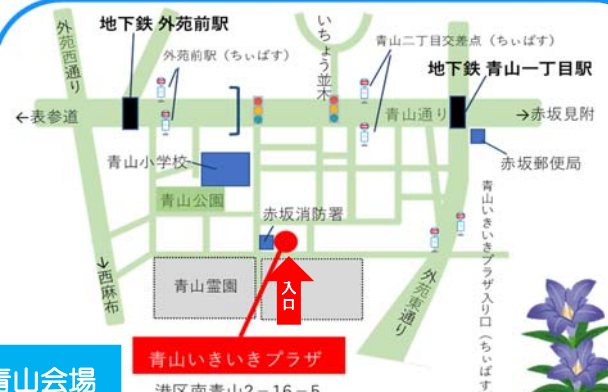 地下鉄 外苑前駅
外苑西通り
外苑前駅（ちぃばす）
いちょう並木
青山二丁目交差点（ちぃばす）
地下鉄 青山一丁目駅
←表参道
青山通り
→赤坂見附
青山小学校
赤坂郵便局
青山公園
赤坂消防署
青山いきいきプラザ入り口（ちぃばす
→西麻布
青山霊園
入口
外苑東通り
青山いきいきプラザ
青山会場
港区南青山2－16－5